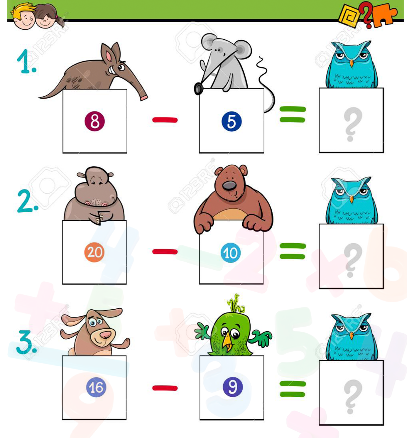 1. 8 − 5 = ?
2. 20 − 10 = ?
3. 16 − 9 = ?